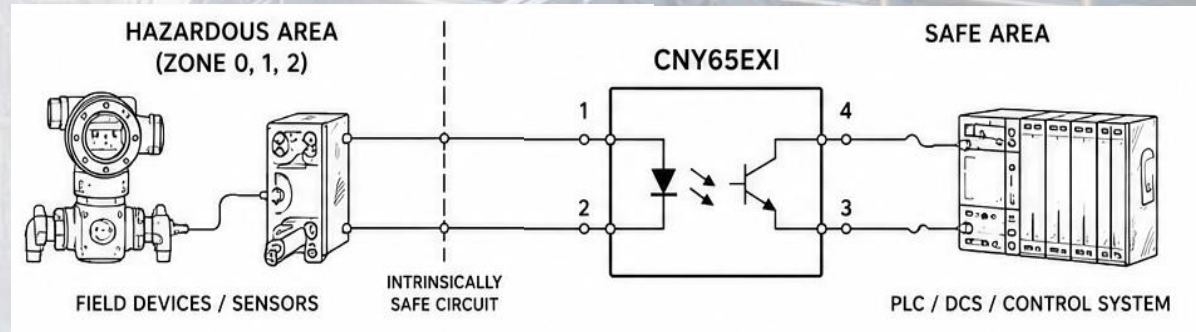 HAZARDOUS AREA
(ZONE 0, 1, 2)
SAFE AREA
CNY65EXI
1
4
2
3
INTRINSICALLY
SAFE CIRCUIT
FIELD DEVICES / SENSORS
PLC / DCS / CONTROL SYSTEM